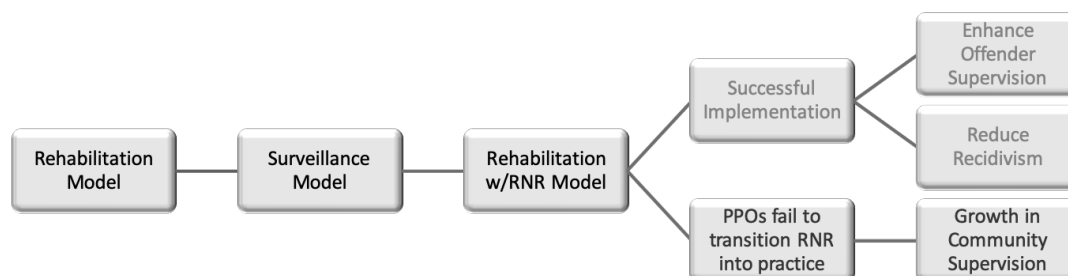 Rehabilitation
Model
Surveillance
Model
Rehabilitation
w/RNR Model
Successful
Implementation
Enhance
Offender
Supervision
Reduce
Recidivism
PPOs fail to
transition RNR
into practice
Growth in
Community
Supervision